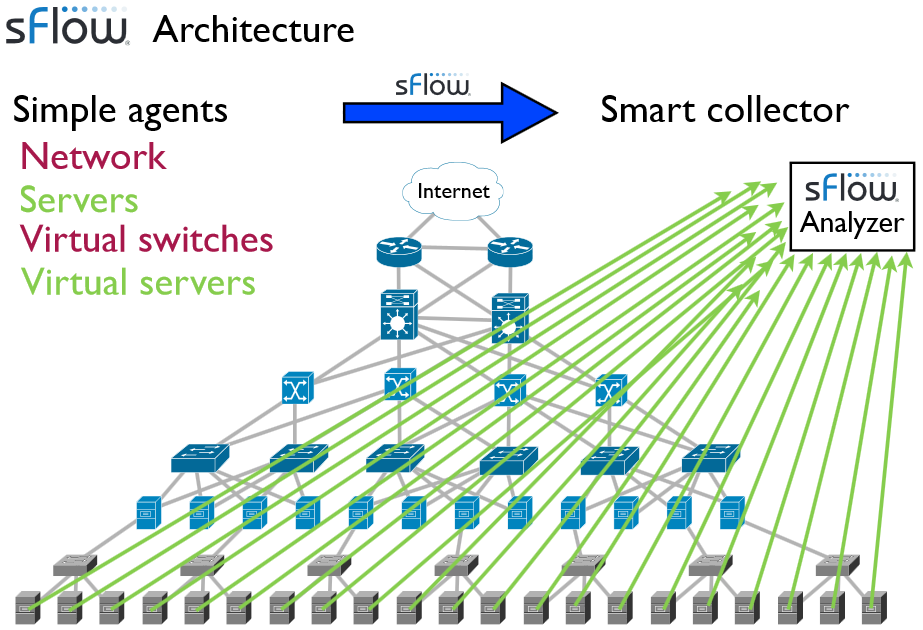 sFlow® Architecture
sFlow
Simple agents
Smart collector
Network
Servers
Virtual switches
Virtual servers
Internet
sFlow
Analyzer